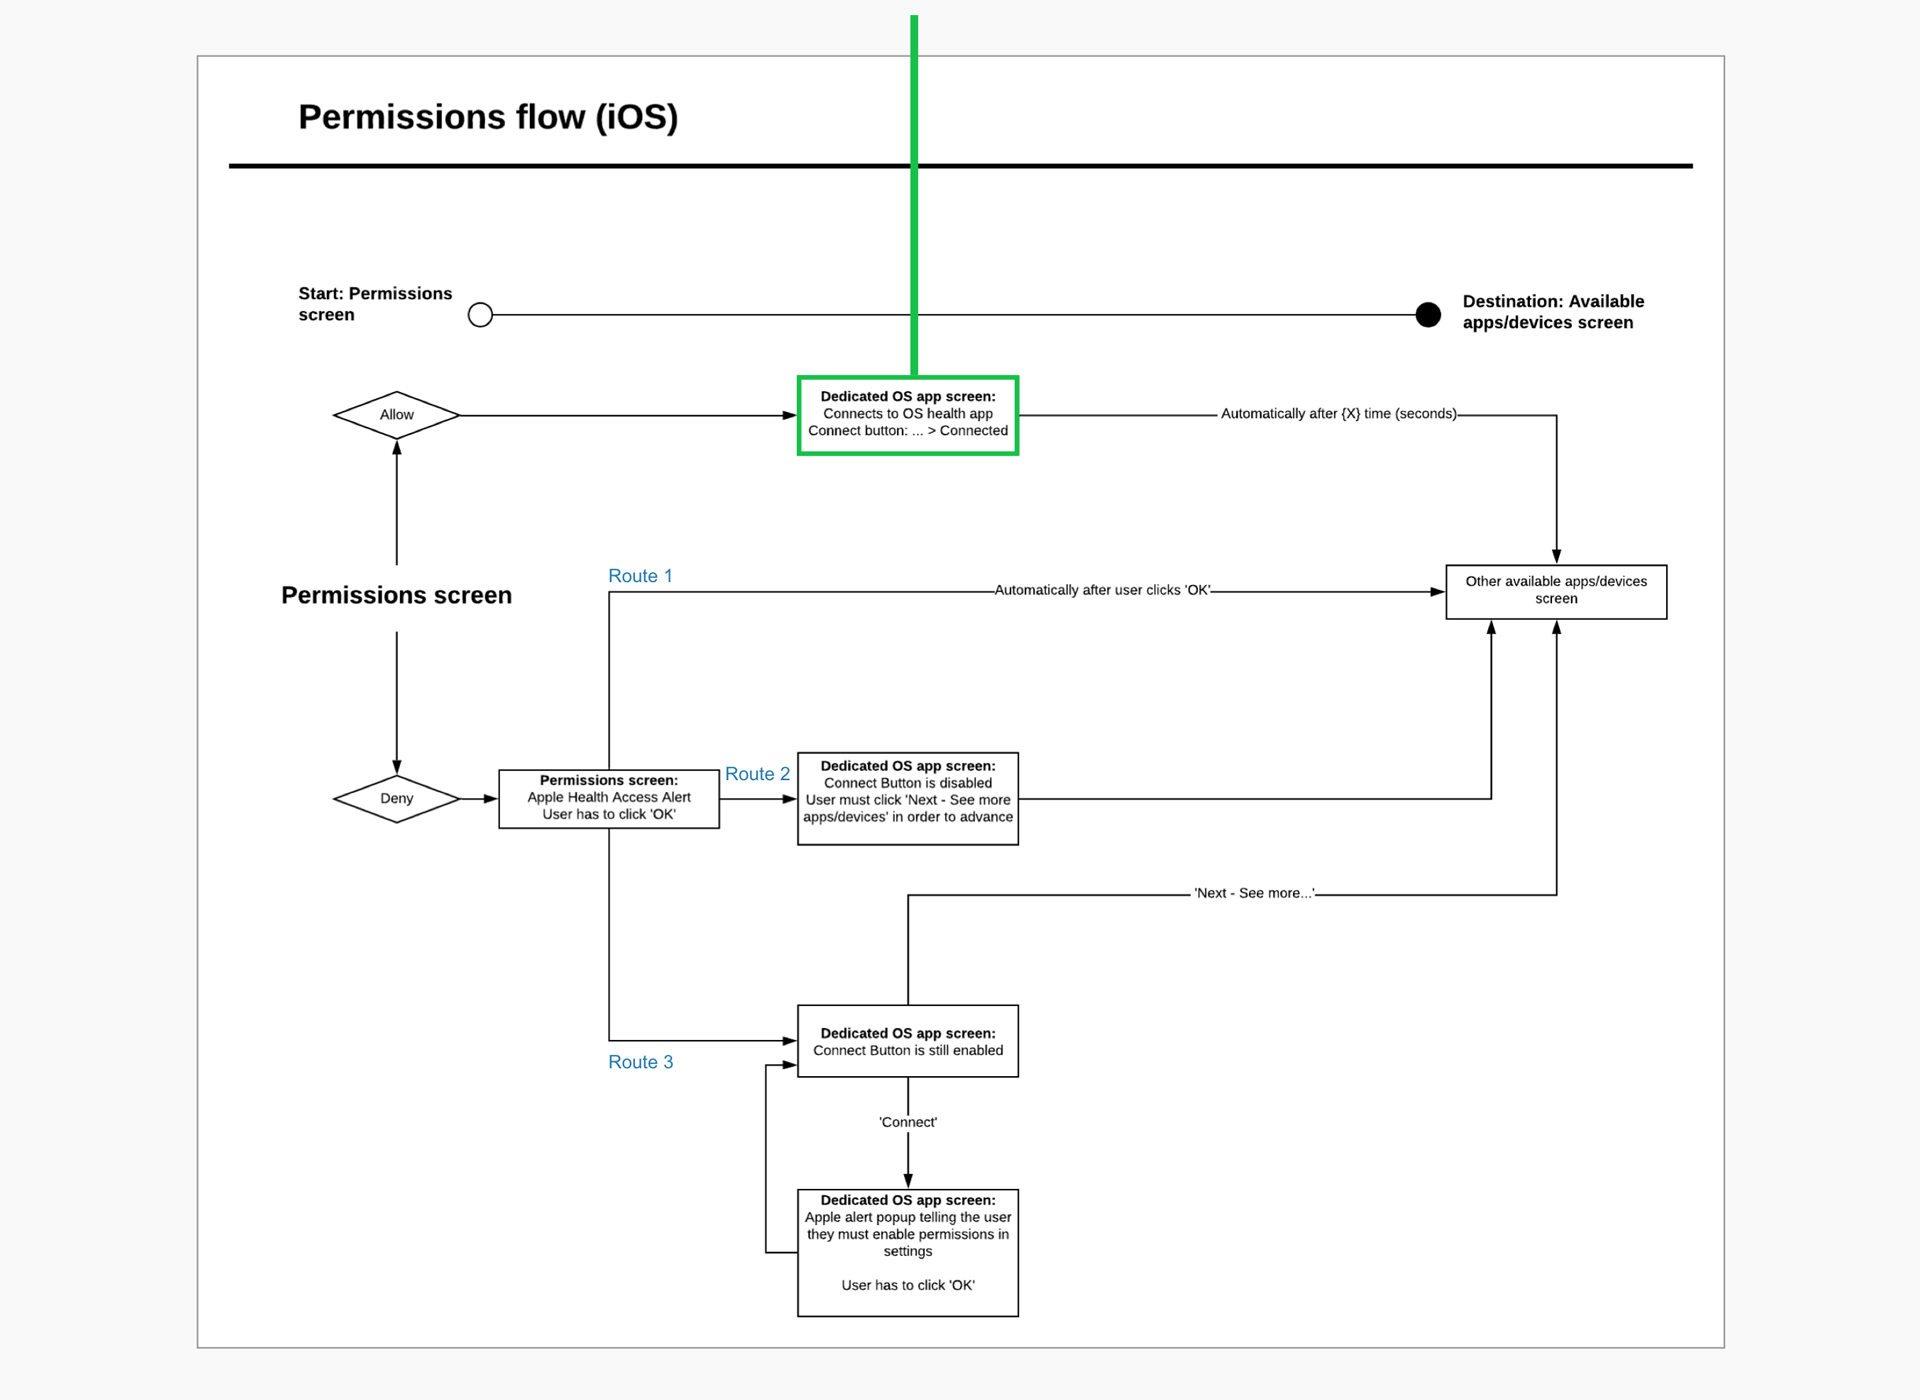 Permissions flow (iOS)
Start: Permissions
screen
Destination: Available
apps/devices screen
Allow
Dedicated OS app screen:
Connects to OS health app
Connect button: ... > Connected
Automatically after {X} time (seconds)
Route 1
Automatically after user clicks 'OK'
Other available apps/devices
screen
Permissions screen
Deny
Permissions screen:
Apple Health Access Alert
User has to click 'OK'
Route 2
Dedicated OS app screen:
Connect Button is disabled
User must click 'Next - See more
apps/devices' in order to advance
'Next - See more...'
Dedicated OS app screen:
Connect Button is still enabled
Route 3
'Connect'
Dedicated OS app screen:
Apple alert popup telling the user
they must enable permissions in
settings
User has to click 'OK'